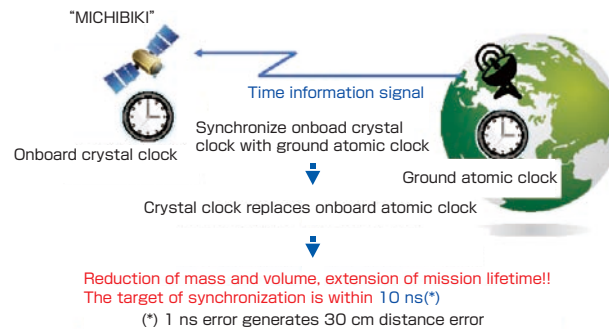 “MICHIBIKI”
Time information signal
Synchronize onboad crystal
clock with ground atomic clock
Onboard crystal clock
Ground atomic clock
Crystal clock replaces onboard atomic clock
Reduction of mass and volume, extension of mission lifetime!!
The target of synchronization is within 10 ns(*)
(*) 1 ns error generates 30 cm distance error